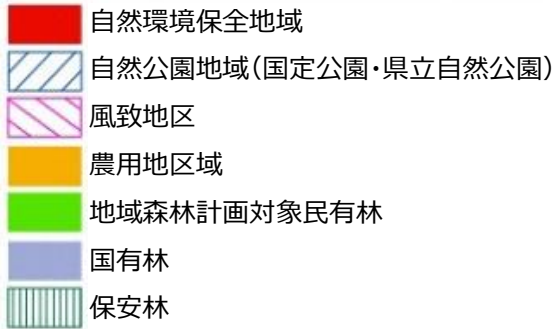 自然環境保全地域
自然公園地域(国定公園・県立自然公園)
風致地区
農用地区域
地域森林計画対象民有林
国有林
保安林